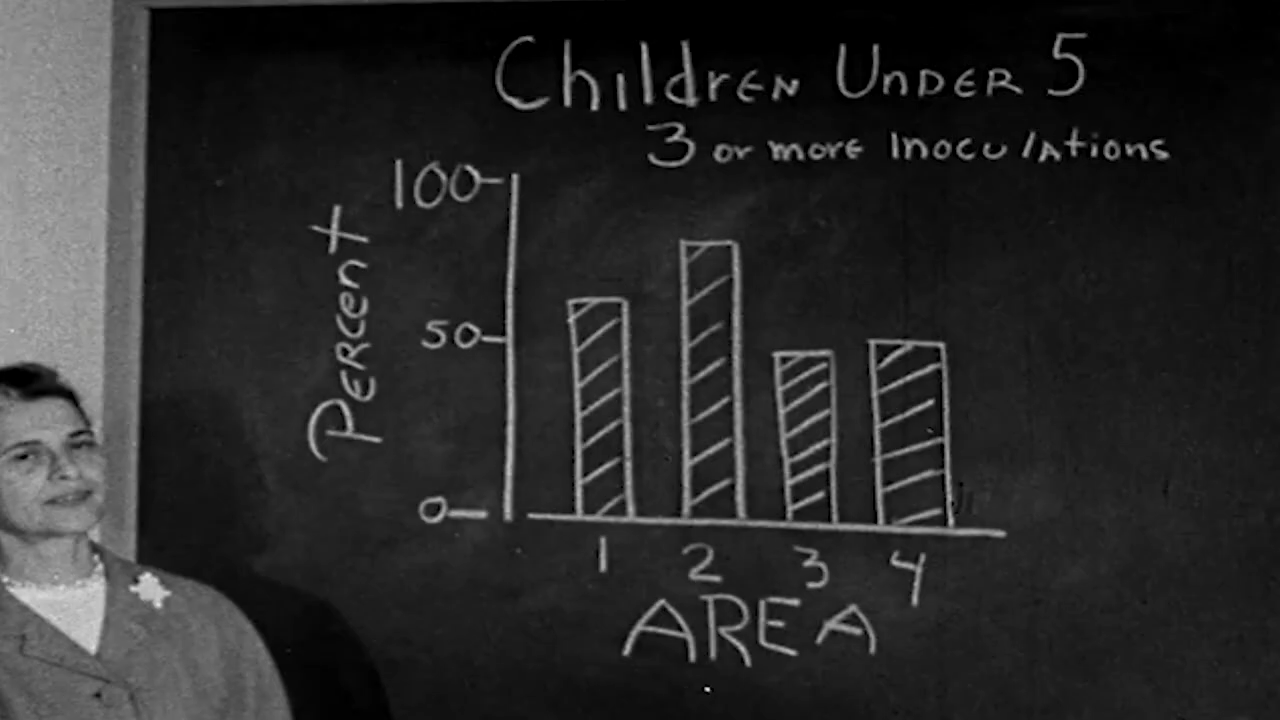 Children Under 5
3 or more Inoculations
100
Percent
50
0
1 2 3 4
AREA